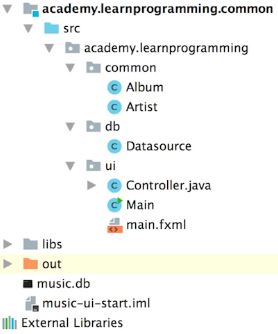 academy.learnprogramming.common
src
academy.learnprogramming
common
Album
Artist
db
Datasource
ui
Controller.java
Main
main.fxml
libs
out
music.db
music-ui-start.iml
External Libraries